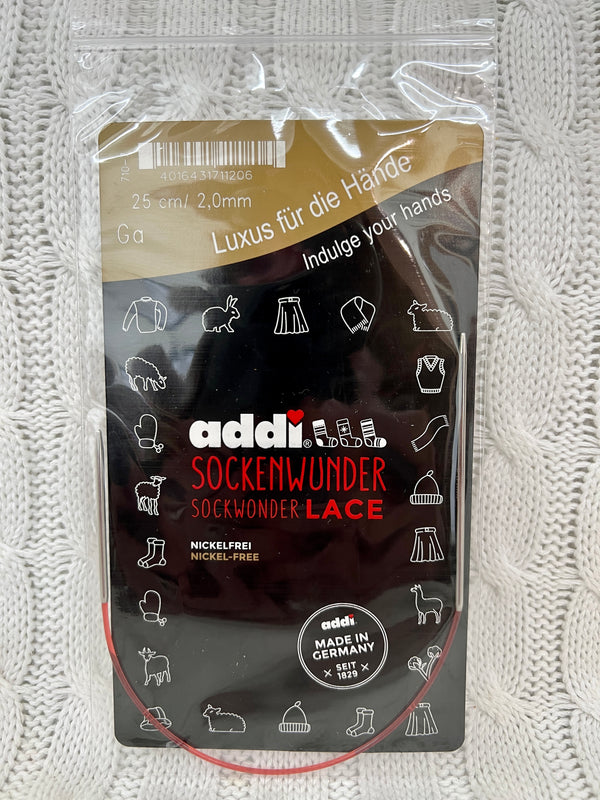 710-
4016431711206
25 cm/ 2,0mm
Ga
Luxus für die Hände
Indulge your hands
addi®
SOCKENWUNDER
SOCKWONDER LACE
NICKELFREI
NICKEL-FREE
addi
MADE IN
GERMANY
SEIT
1829